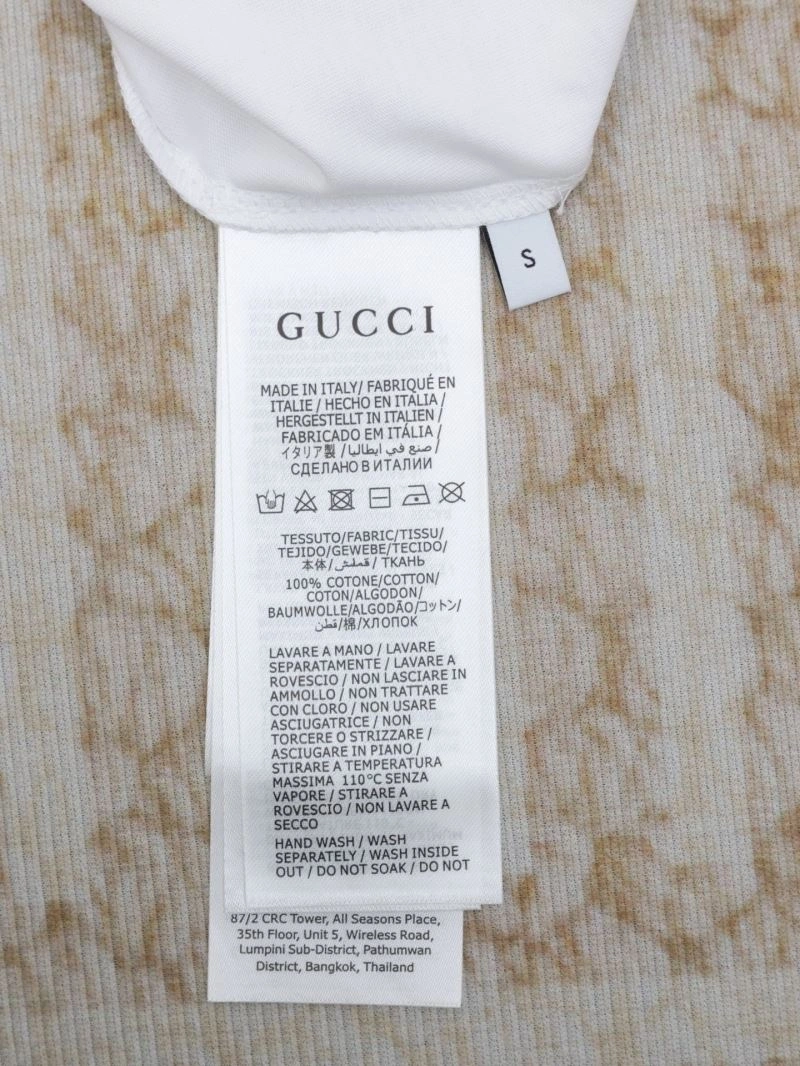 S
GUCCI
MADE IN ITALY/ FABRIQUÉ EN
ITALIE / HECHO EN ITALIA /
HERGESTELLT IN ITALIEN /
FABRICADO EM ITÁLIA /
イタリア製 / صنع في ايطاليا /
СДЕЛАНО В ИТАЛИИ
TESSUTO/FABRIC/TISSU/
TEJIDO/GEWEBE/TECIDO/
本体/قملش/ ТКАНЬ
100% COTONE/COTTON/
COTON/ALGODON/
BAUMWOLLE/ALGODÃO/コットン/
قطن/棉/ХЛОПОК
LAVARE A MANO / LAVARE
SEPARATAMENTE / LAVARE A
ROVESCIO / NON LASCIARE IN
AMMOLLO / NON TRATTARE
CON CLORO / NON USARE
ASCIUGATRICE / NON
TORCERE O STRIZZARE /
ASCIUGARE IN PIANO /
STIRARE A TEMPERATURA
MASSIMA 110°C SENZA
VAPORE / STIRARE A
ROVESCIO / NON LAVARE A
SECCO
HAND WASH / WASH
SEPARATELY / WASH INSIDE
OUT / DO NOT SOAK / DO NOT
87/2 CRC Tower, All Seasons Place,
35th Floor, Unit 5, Wireless Road,
Lumpini Sub-District, Pathumwan
District, Bangkok, Thailand